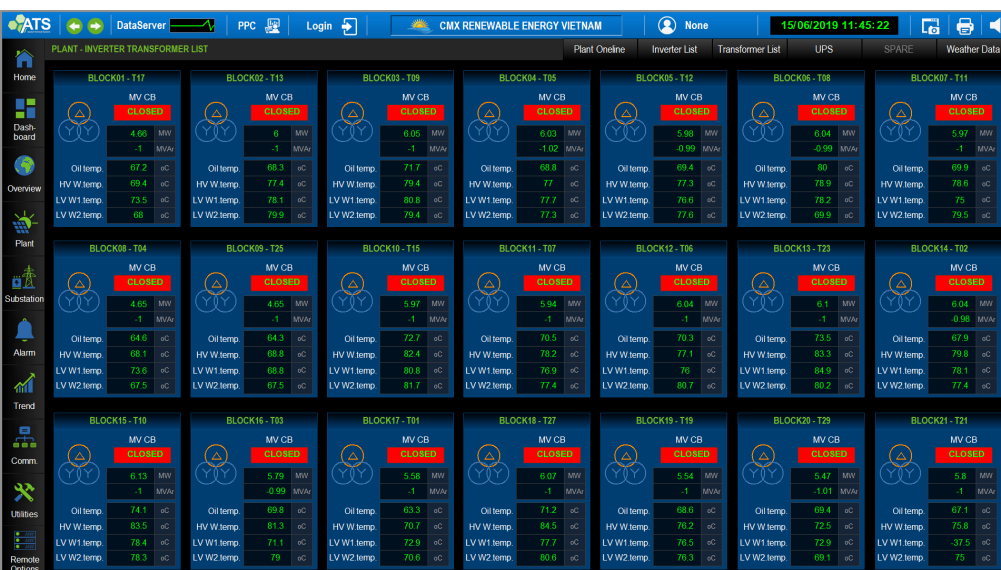 ATS DataServer PPC Login CMX RENEWABLE ENERGY VIETNAM None 15/06/2019 11:45:22
PLANT - INVERTER TRANSFORMER LIST Plant Oneline Inverter List Transformer List UPS SPARE Weather Data
Home
Dash-
board
Overview
Plant
Substation
Alarm
Trend
Comm.
Utilities
Remote
Options
BLOCK01 - T17 BLOCK02 - T13 BLOCK03 - T09 BLOCK04 - T05 BLOCK05 - T12 BLOCK06 - T08 BLOCK07 - T11
MV CB MV CB MV CB MV CB MV CB MV CB MV CB
CLOSED CLOSED CLOSED CLOSED CLOSED CLOSED CLOSED
4.66 MW 6 MW 6.05 MW 6.03 MW 5.98 MW 6.04 MW 5.97 MW
-1 MVAr -1 MVAr -1 MVAr -1.02 MVAr -0.99 MVAr -0.99 MVAr -1 MVAr
Oil temp. 67.2 oC Oil temp. 68.3 oC Oil temp. 71.7 oC Oil temp. 68.8 oC Oil temp. 69.4 oC Oil temp. 80 oC Oil temp. 69.9 oC
HV W.temp. 69.4 oC HV W.temp. 77.4 oC HV W.temp. 79.4 oC HV W.temp. 77 oC HV W.temp. 77.3 oC HV W.temp. 78.9 oC HV W.temp. 78.6 oC
LV W1.temp. 73.5 oC LV W1.temp. 78.1 oC LV W1.temp. 80.8 oC LV W1.temp. 77.7 oC LV W1.temp. 76.6 oC LV W1.temp. 78.2 oC LV W1.temp. 75 oC
LV W2.temp. 68 oC LV W2.temp. 79.9 oC LV W2.temp. 79.4 oC LV W2.temp. 77.3 oC LV W2.temp. 77.6 oC LV W2.temp. 69.9 oC LV W2.temp. 79.5 oC
BLOCK08 - T04 BLOCK09 - T25 BLOCK10 - T15 BLOCK11 - T07 BLOCK12 - T06 BLOCK13 - T23 BLOCK14 - T02
MV CB MV CB MV CB MV CB MV CB MV CB MV CB
CLOSED CLOSED CLOSED CLOSED CLOSED CLOSED CLOSED
4.65 MW 4.65 MW 5.97 MW 5.94 MW 6.04 MW 6.1 MW 6.04 MW
-1 MVAr -1 MVAr -1 MVAr -1 MVAr -1 MVAr -1 MVAr -0.98 MVAr
Oil temp. 64.6 oC Oil temp. 64.3 oC Oil temp. 72.7 oC Oil temp. 70.5 oC Oil temp. 70.3 oC Oil temp. 73.5 oC Oil temp. 67.9 oC
HV W.temp. 68.1 oC HV W.temp. 68.8 oC HV W.temp. 82.4 oC HV W.temp. 78.2 oC HV W.temp. 77.1 oC HV W.temp. 83.3 oC HV W.temp. 79.8 oC
LV W1.temp. 73.6 oC LV W1.temp. 68.8 oC LV W1.temp. 80.8 oC LV W1.temp. 76.9 oC LV W1.temp. 76 oC LV W1.temp. 84.9 oC LV W1.temp. 78.1 oC
LV W2.temp. 67.5 oC LV W2.temp. 67.5 oC LV W2.temp. 81.7 oC LV W2.temp. 77.4 oC LV W2.temp. 80.7 oC LV W2.temp. 80.2 oC LV W2.temp. 77.4 oC
BLOCK15 - T10 BLOCK16 - T03 BLOCK17 - T01 BLOCK18 - T27 BLOCK19 - T19 BLOCK20 - T29 BLOCK21 - T21
MV CB MV CB MV CB MV CB MV CB MV CB MV CB
CLOSED CLOSED CLOSED CLOSED CLOSED CLOSED CLOSED
6.13 MW 5.79 MW 5.58 MW 6.07 MW 5.54 MW 5.47 MW 5.8 MW
-1 MVAr -0.99 MVAr -1 MVAr -1 MVAr -1 MVAr -1.01 MVAr -1 MVAr
Oil temp. 74.1 oC Oil temp. 69.8 oC Oil temp. 63.3 oC Oil temp. 71.2 oC Oil temp. 68.6 oC Oil temp. 69.4 oC Oil temp. 67.1 oC
HV W.temp. 83.5 oC HV W.temp. 81.3 oC HV W.temp. 70.7 oC HV W.temp. 84.5 oC HV W.temp. 76.2 oC HV W.temp. 72.5 oC HV W.temp. 75.8 oC
LV W1.temp. 78.4 oC LV W1.temp. 71.1 oC LV W1.temp. 72.9 oC LV W1.temp. 77.7 oC LV W1.temp. 76.5 oC LV W1.temp. 72.9 oC LV W1.temp. -37.5 oC
LV W2.temp. 78.3 oC LV W2.temp. 79 oC LV W2.temp. 70.6 oC LV W2.temp. 80.6 oC LV W2.temp. 76.3 oC LV W2.temp. 69.1 oC LV W2.temp. 75 oC